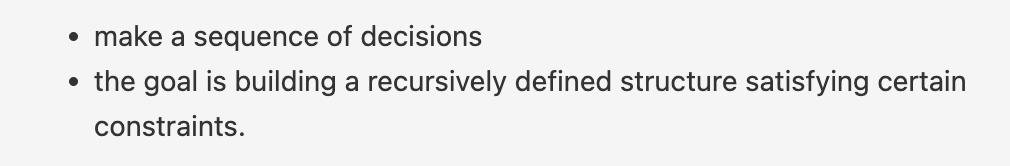 • make a sequence of decisions
• the goal is building a recursively defined structure satisfying certain
constraints.